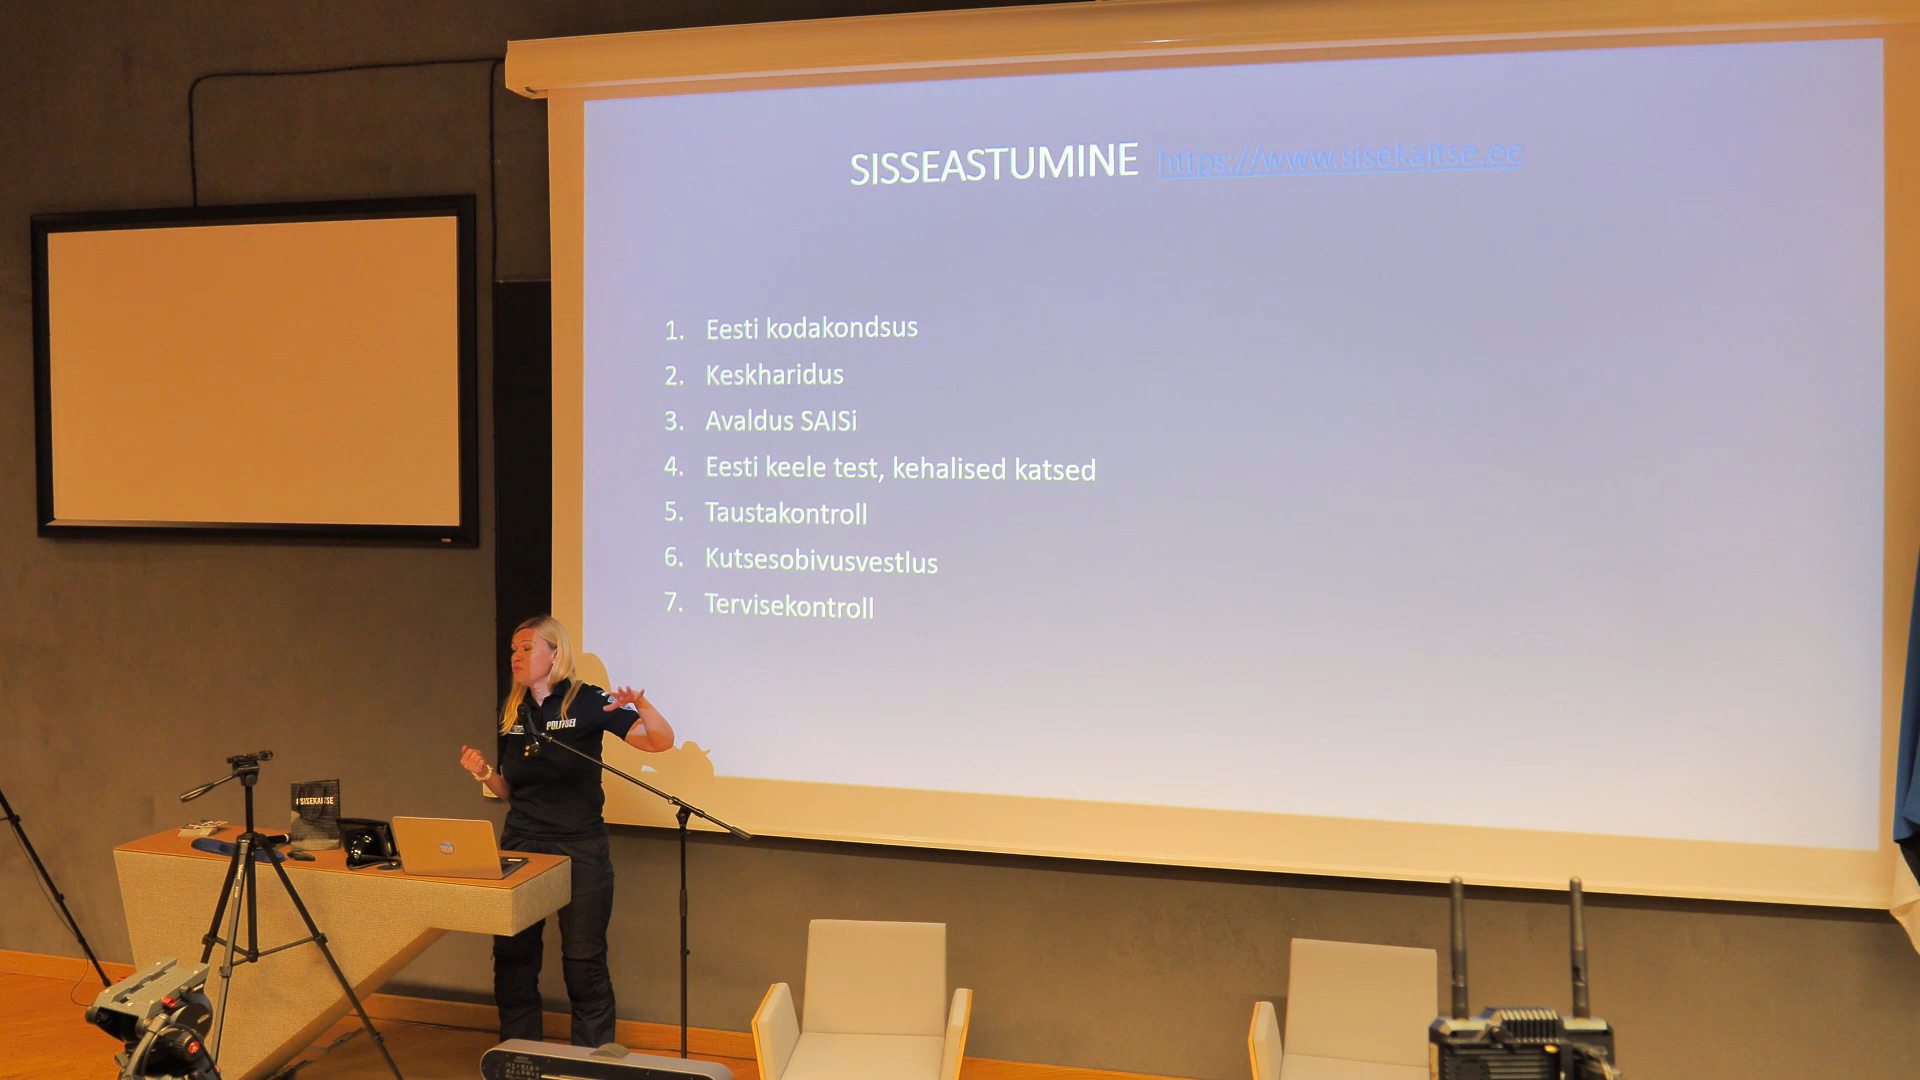 SISSEASTUMINE https://www.sisekaitse.ee
1. Eesti kodakondsus
2. Keskharidus
3. Avaldus SAISi
4. Eesti keele test, kehalised katsed
5. Taustakontroll
6. Kutsesobivusvestlus
7. Tervisekontroll
POLITSEI
#SISEKAITSE